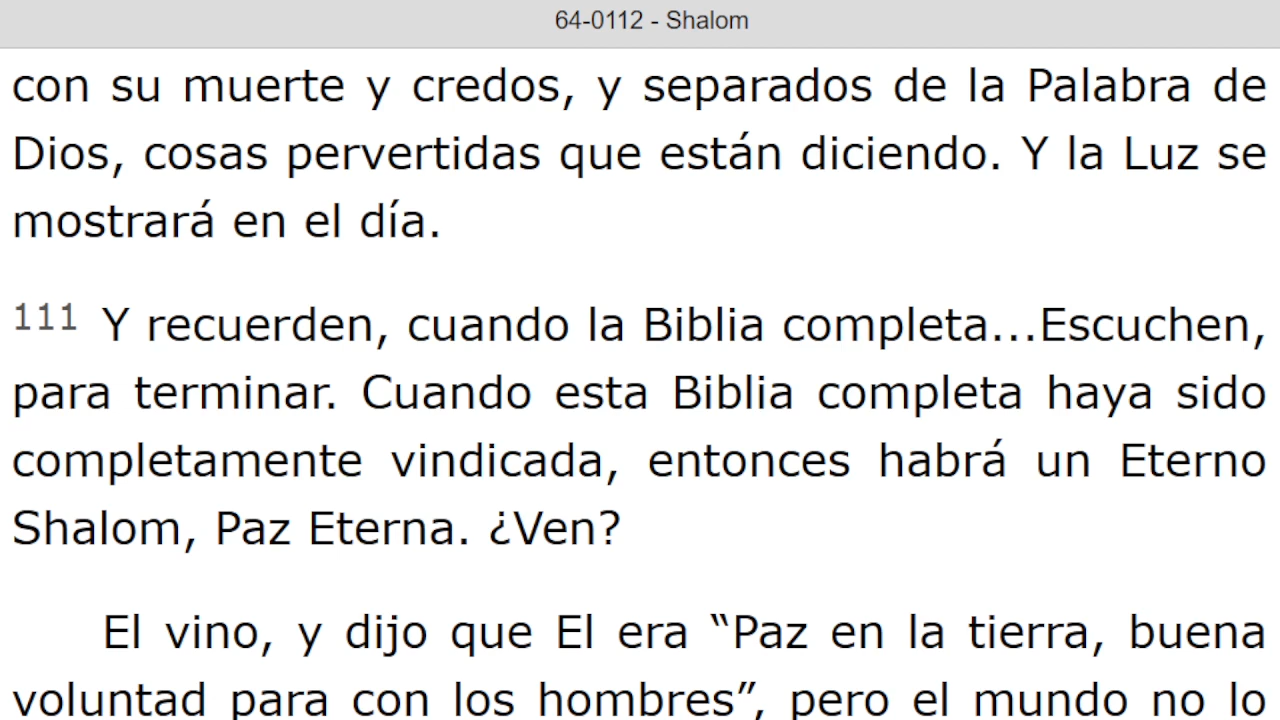 64-0112 - Shalom
con su muerte y credos, y separados de la Palabra de
Dios, cosas pervertidas que están diciendo. Y la Luz se
mostrará en el día.
111 Y recuerden, cuando la Biblia completa...Escuchen,
para terminar. Cuando esta Biblia completa haya sido
completamente vindicada, entonces habrá un Eterno
Shalom, Paz Eterna. ¿Ven?
El vino, y dijo que El era “Paz en la tierra, buena
voluntad para con los hombres”, pero el mundo no lo